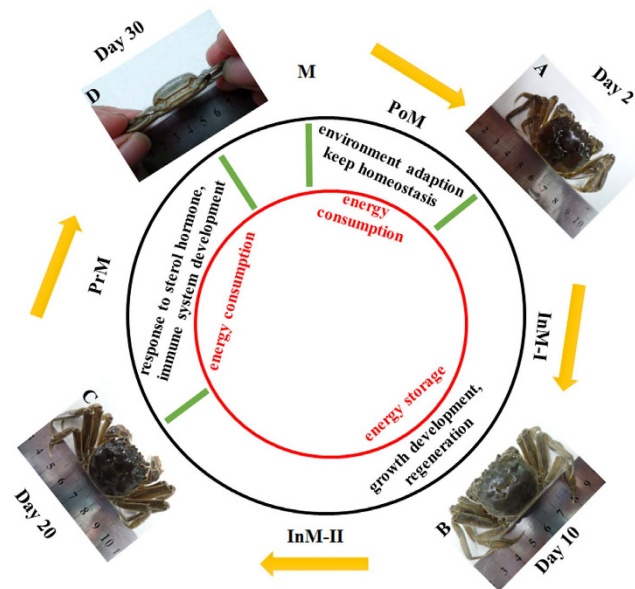 Day 30
D
M
PoM
A
Day 2
environment adaption
keep homeostasis
energy
consumption
response to sterol hormone,
immune system development
energy consumption
PrM
InM-I
energy storage
growth development,
regeneration
C
Day 20
InM-II
B
Day 10